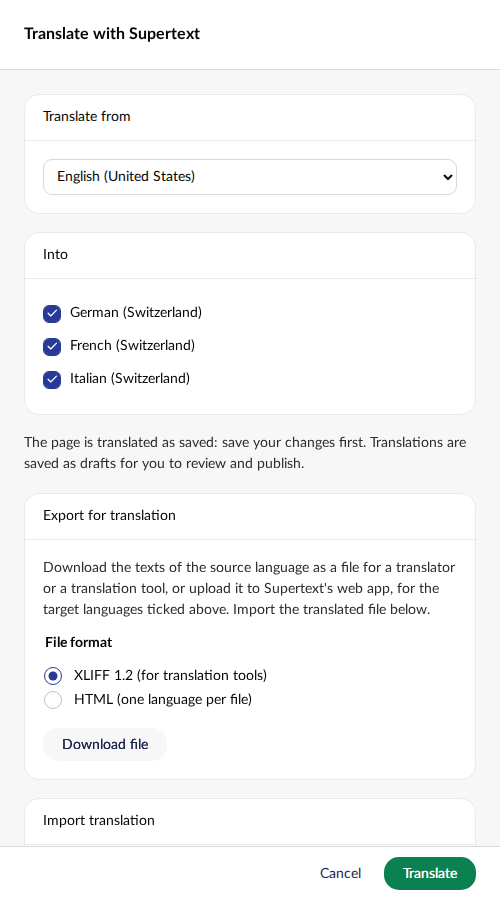 Translate with Supertext
Translate from
English (United States)
Into
German (Switzerland)
French (Switzerland)
Italian (Switzerland)
The page is translated as saved: save your changes first. Translations are
saved as drafts for you to review and publish.
Export for translation
Download the texts of the source language as a file for a translator
or a translation tool, or upload it to Supertext's web app, for the
target languages ticked above. Import the translated file below.
File format
XLIFF 1.2 (for translation tools)
HTML (one language per file)
Download file
Import translation
Cancel
Translate